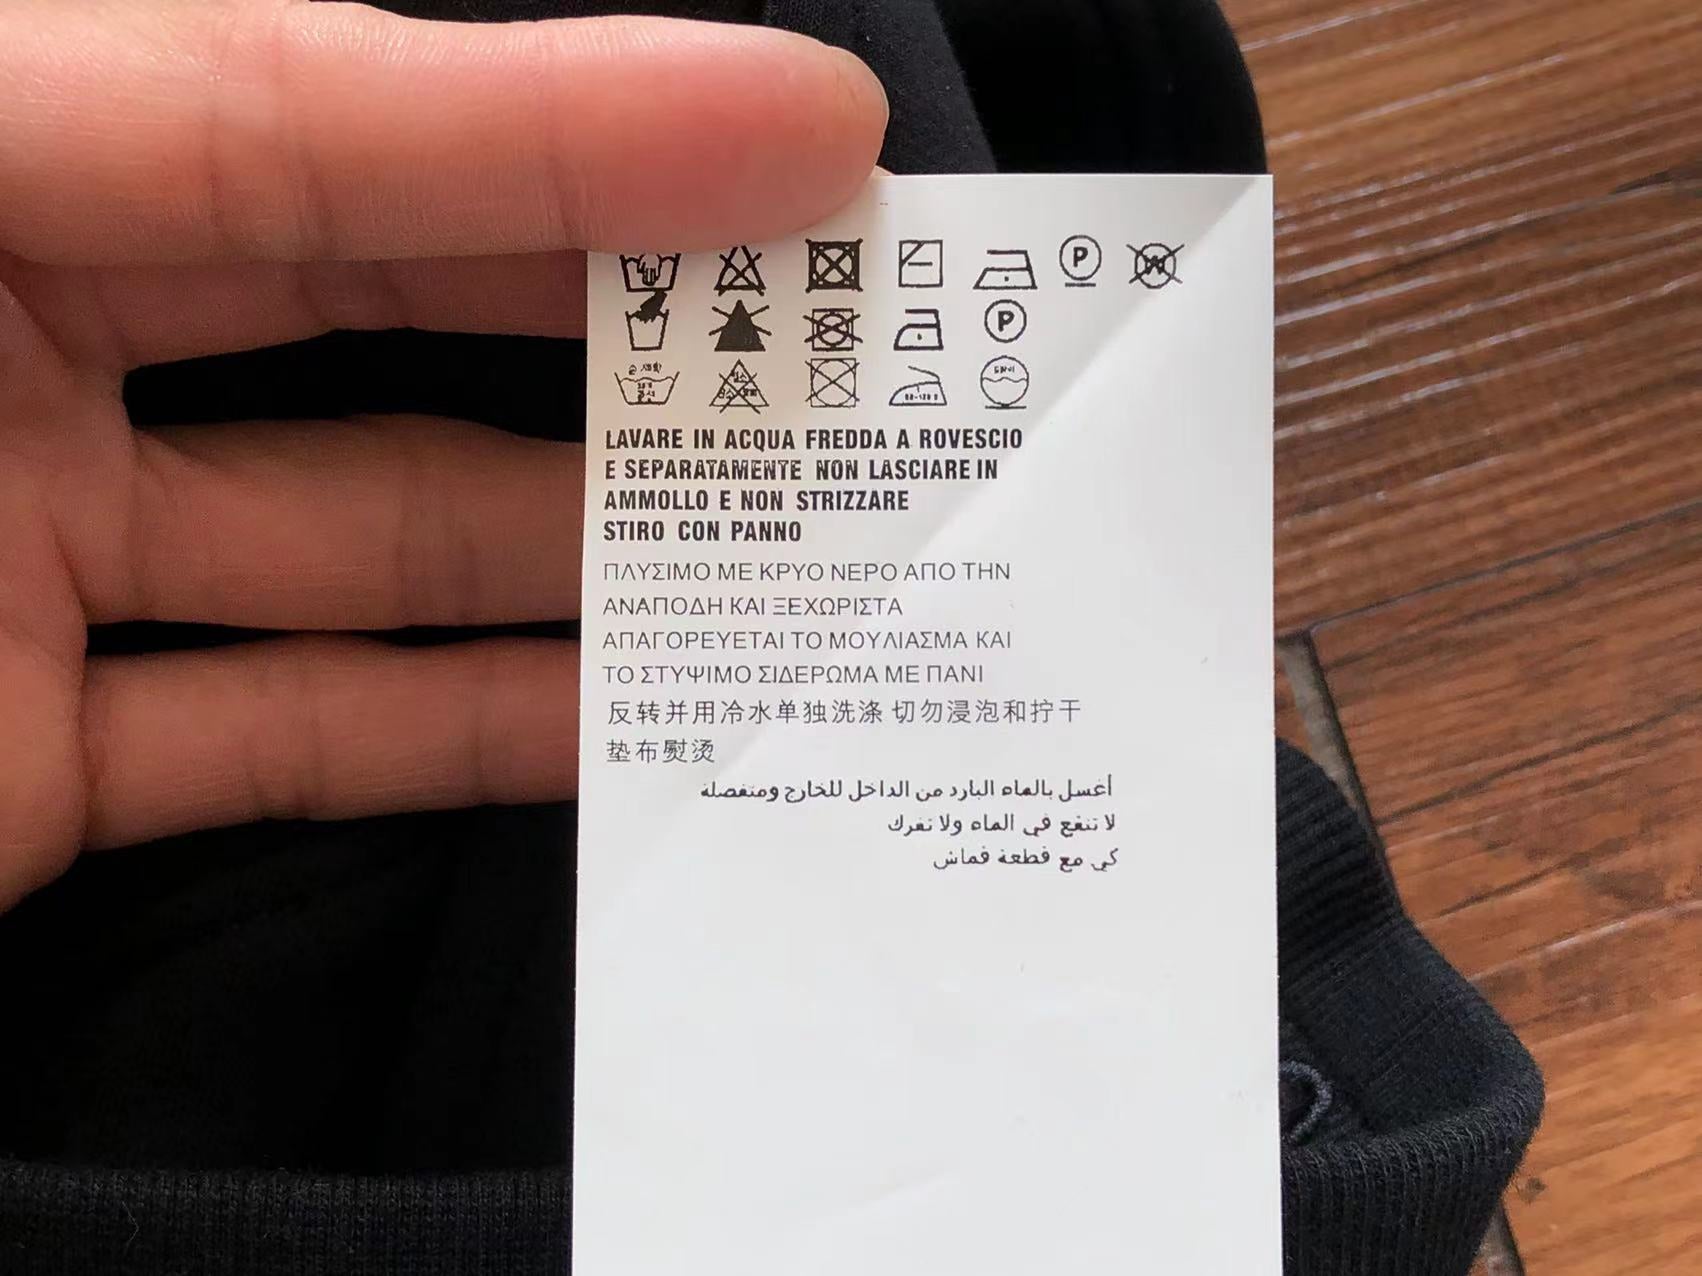 P W
P
LAVARE IN ACQUA FREDDA A ROVESCIO
E SEPARATAMENTE NON LASCIARE IN
AMMOLLO E NON STRIZZARE
STIRO CON PANNO
ΠΛΥΣΙΜΟ ΜΕ ΚΡΥΟ ΝΕΡΟ ΑΠΟ ΤΗΝ
ΑΝΑΠΟΔΗ ΚΑΙ ΞΕΧΩΡΙΣΤΑ
ΑΠΑΓΟΡΕΥΕΤΑΙ ΤΟ ΜΟΥΛΙΑΣΜΑ ΚΑΙ
ΤΟ ΣΤΥΨΙΜΟ ΣΙΔΕΡΩΜΑ ΜΕ ΠΑΝΙ
反转并用冷水单独洗涤 切勿浸泡和拧干
垫布熨烫
أغسل بالماء البارد من الداخل للخارج ومنفصلة
لا تنقع في الماء ولا تفرك
كي مع قطعة قماش